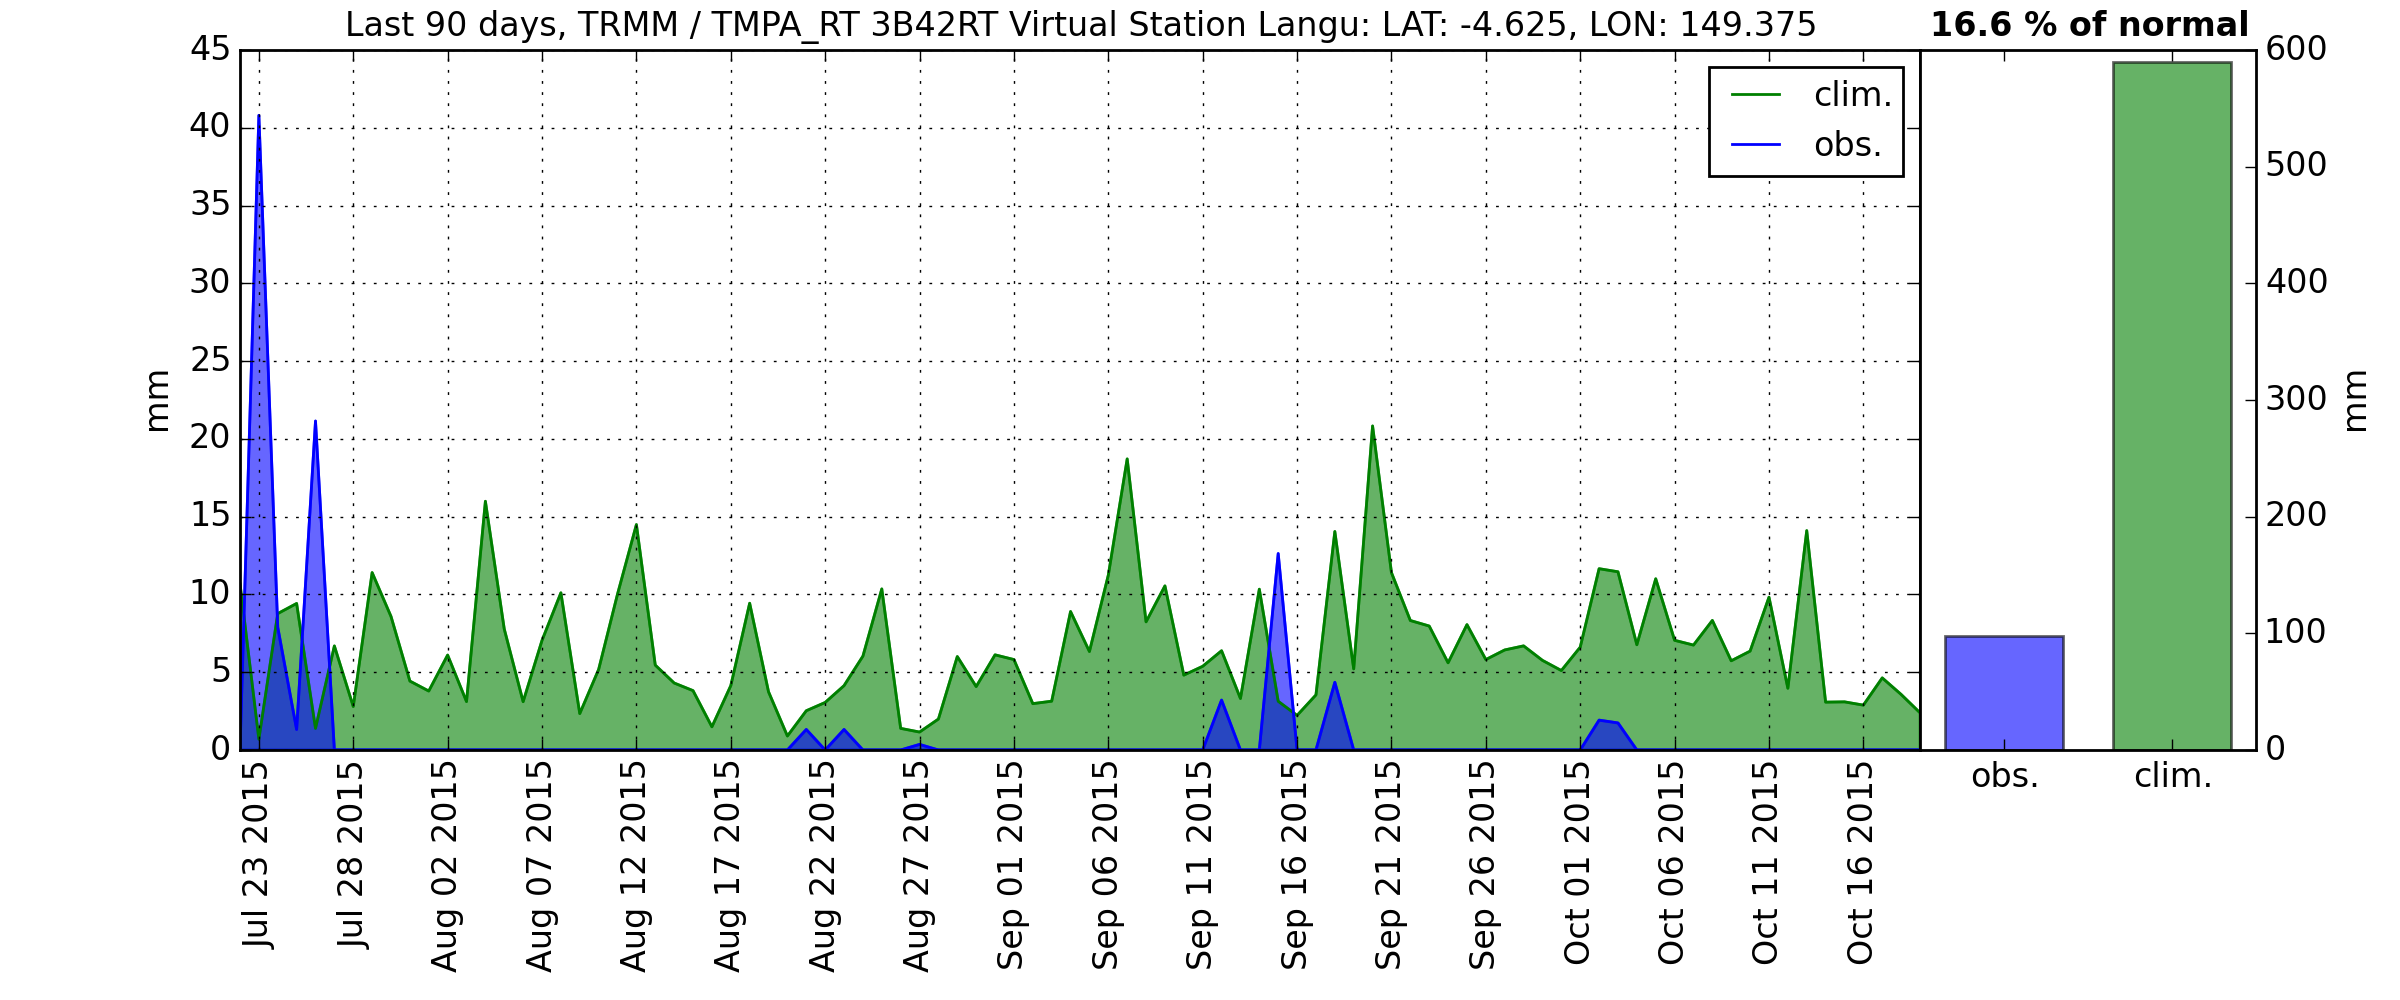 Last 90 days, TRMM / TMPA_RT 3B42RT Virtual Station Langu: LAT: -4.625, LON: 149.375
16.6 % of normal
45
40
35
30
25
20
15
10
5
0
mm
clim.
obs.
600
500
400
300
200
100
0
mm
Jul 23 2015
Jul 28 2015
Aug 02 2015
Aug 07 2015
Aug 12 2015
Aug 17 2015
Aug 22 2015
Aug 27 2015
Sep 01 2015
Sep 06 2015
Sep 11 2015
Sep 16 2015
Sep 21 2015
Sep 26 2015
Oct 01 2015
Oct 06 2015
Oct 11 2015
Oct 16 2015
obs.
clim.